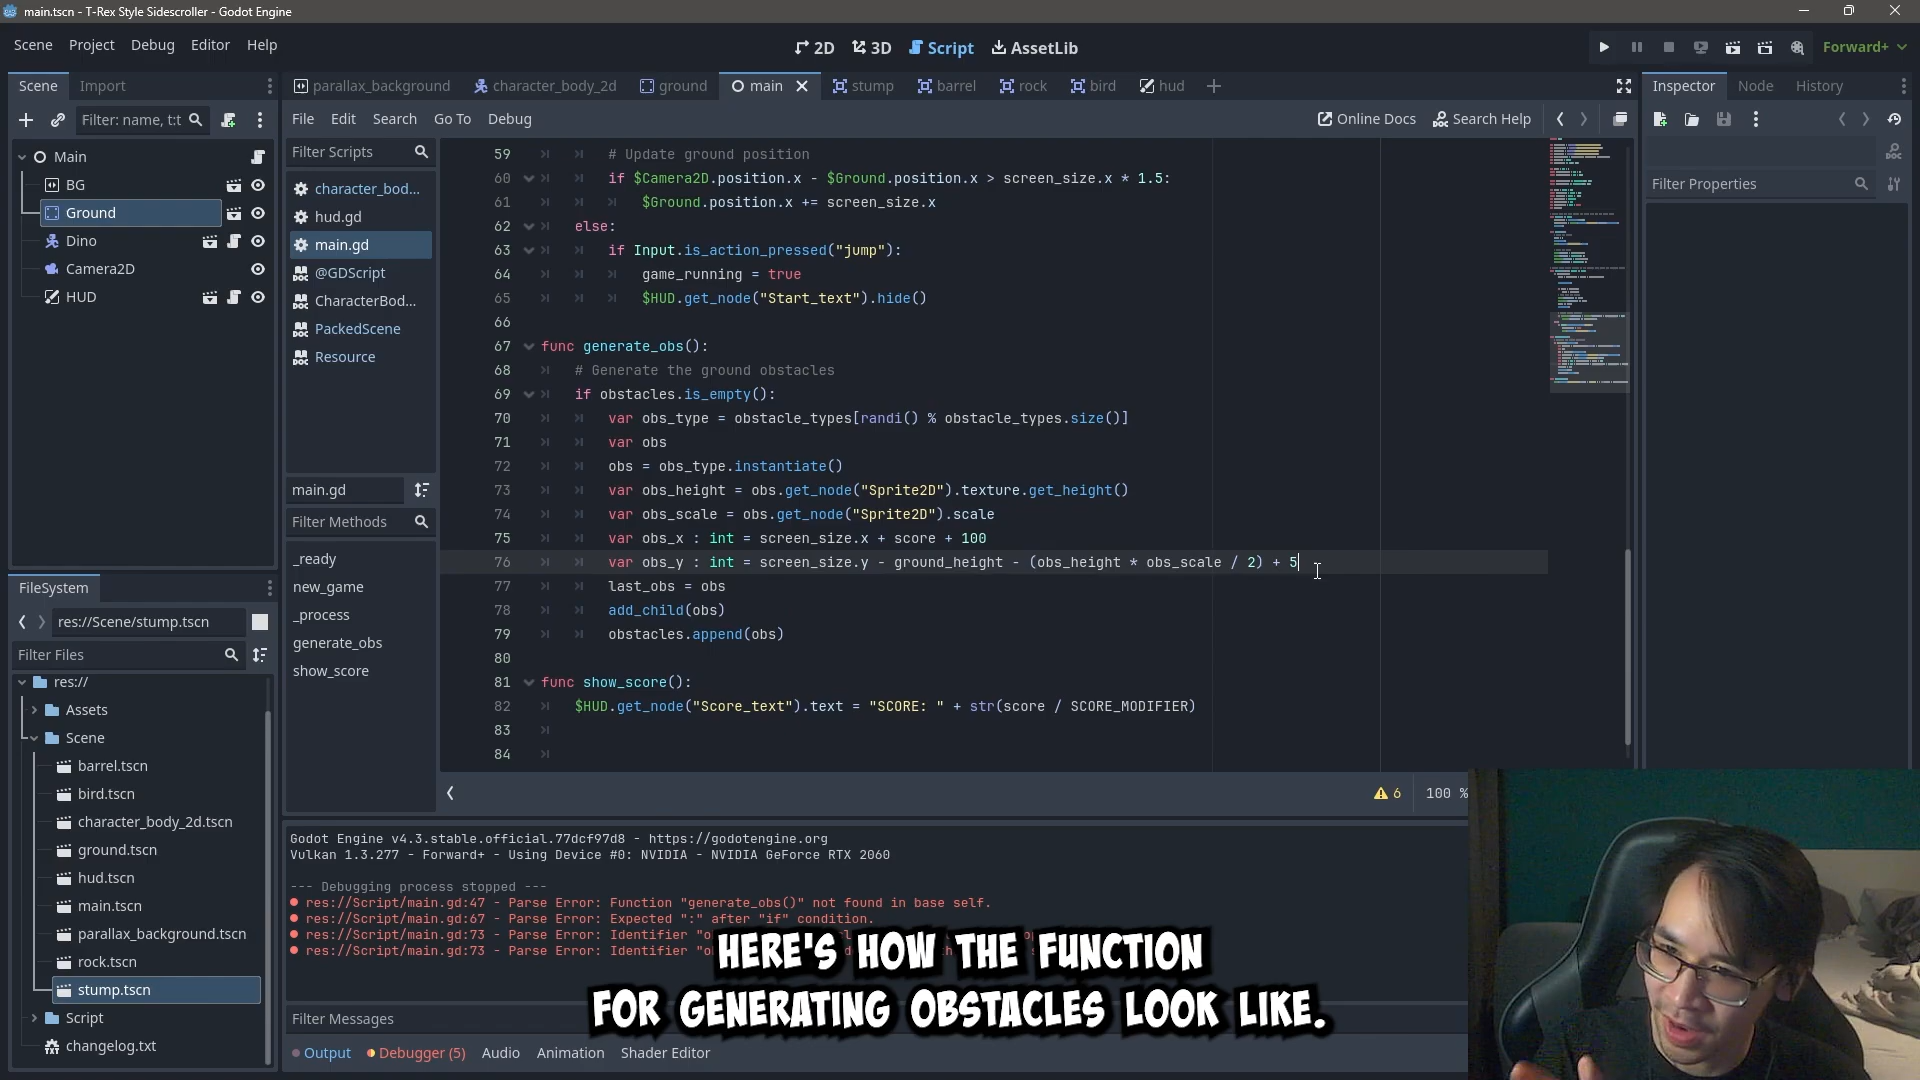 main.tscn - T-Rex Style Sidescroller - Godot Engine
Scene Project Debug Editor Help
2D 3D Script AssetLib
Forward+
Scene Import
parallax_background character_body_2d ground main stump barrel rock bird hud
Inspector Node History
Filter: name, t:t
File Edit Search Go To Debug
Online Docs Search Help
Main
BG
Ground
Dino
Camera2D
HUD
Filter Scripts
character_bod...
hud.gd
main.gd
@GDScript
CharacterBod...
PackedScene
Resource
main.gd
Filter Methods
_ready
new_game
_process
generate_obs
show_score
59 # Update ground position
60 if $Camera2D.position.x - $Ground.position.x > screen_size.x * 1.5:
61 $Ground.position.x += screen_size.x
62 else:
63 if Input.is_action_pressed("jump"):
64 game_running = true
65 $HUD.get_node("Start_text").hide()
66
67 func generate_obs():
68 # Generate the ground obstacles
69 if obstacles.is_empty():
70 var obs_type = obstacle_types[randi() % obstacle_types.size()]
71 var obs
72 obs = obs_type.instantiate()
73 var obs_height = obs.get_node("Sprite2D").texture.get_height()
74 var obs_scale = obs.get_node("Sprite2D").scale
75 var obs_x : int = screen_size.x + score + 100
76 var obs_y : int = screen_size.y - ground_height - (obs_height * obs_scale / 2) + 5
77 last_obs = obs
78 add_child(obs)
79 obstacles.append(obs)
80
81 func show_score():
82 $HUD.get_node("Score_text").text = "SCORE: " + str(score / SCORE_MODIFIER)
83
84
6 100 %
Filter Properties
FileSystem
res://Scene/stump.tscn
Filter Files
res://
Assets
Scene
barrel.tscn
bird.tscn
character_body_2d.tscn
ground.tscn
hud.tscn
main.tscn
parallax_background.tscn
rock.tscn
stump.tscn
Script
changelog.txt
Godot Engine v4.3.stable.official.77dcf97d8 - https://godotengine.org
Vulkan 1.3.277 - Forward+ - Using Device #0: NVIDIA - NVIDIA GeForce RTX 2060
--- Debugging process stopped ---
res://Script/main.gd:47 - Parse Error: Function "generate_obs()" not found in base self.
res://Script/main.gd:67 - Parse Error: Expected ":" after "if" condition.
res://Script/main.gd:73 - Parse Error: Identifier
res://Script/main.gd:73 - Parse Error: Identifier
HERE'S HOW THE FUNCTION
FOR GENERATING OBSTACLES LOOK LIKE.
Filter Messages
Output Debugger (5) Audio Animation Shader Editor